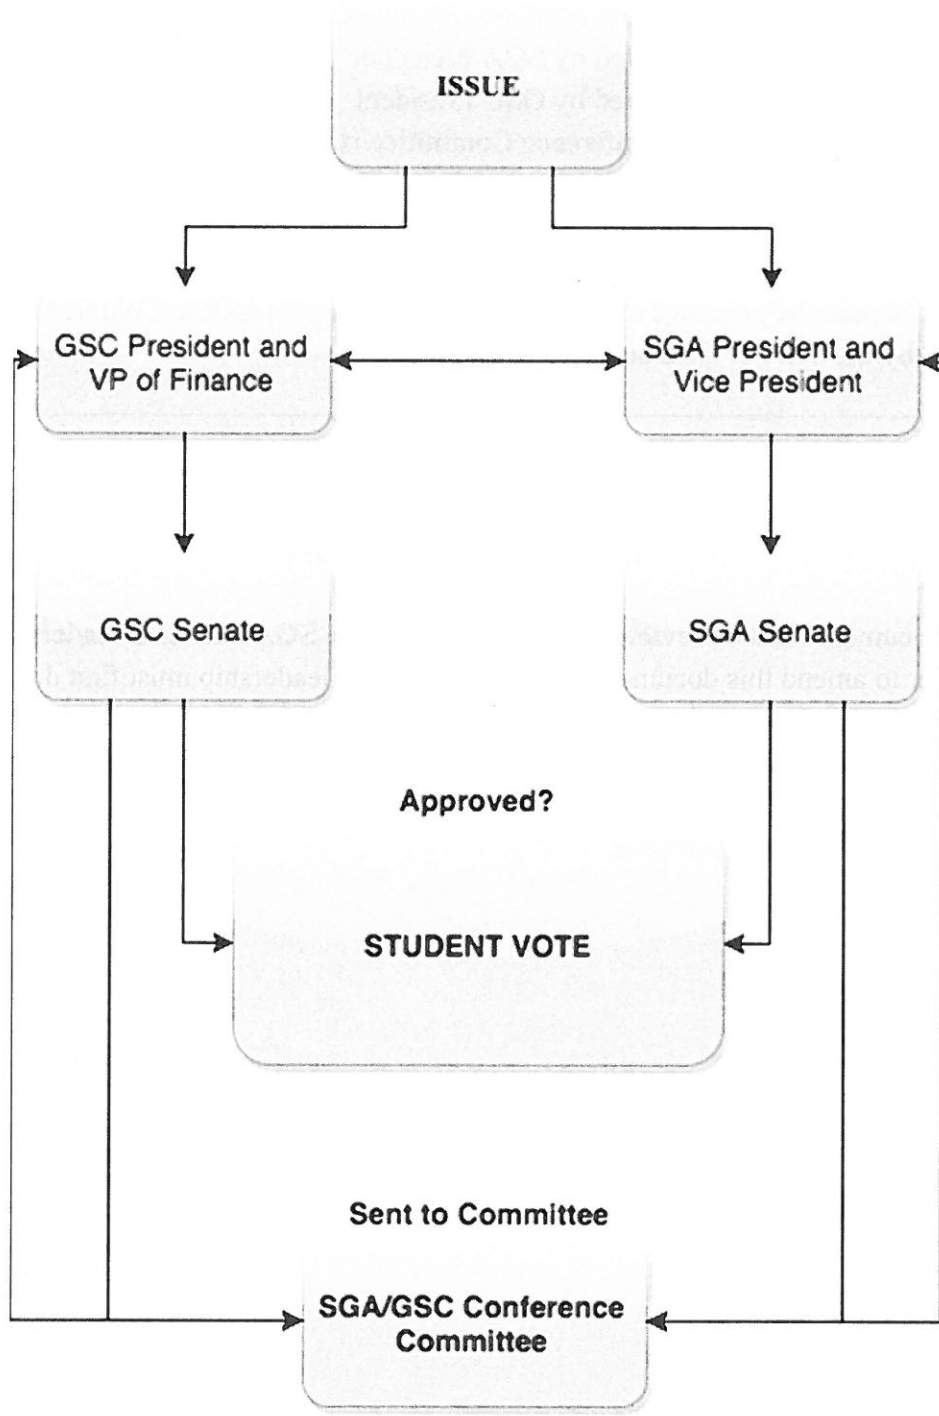 ISSUE
GSC President and
VP of Finance
SGA President and
Vice President
GSC Senate
SGA Senate
Approved?
STUDENT VOTE
Sent to Committee
SGA/GSC Conference
Committee